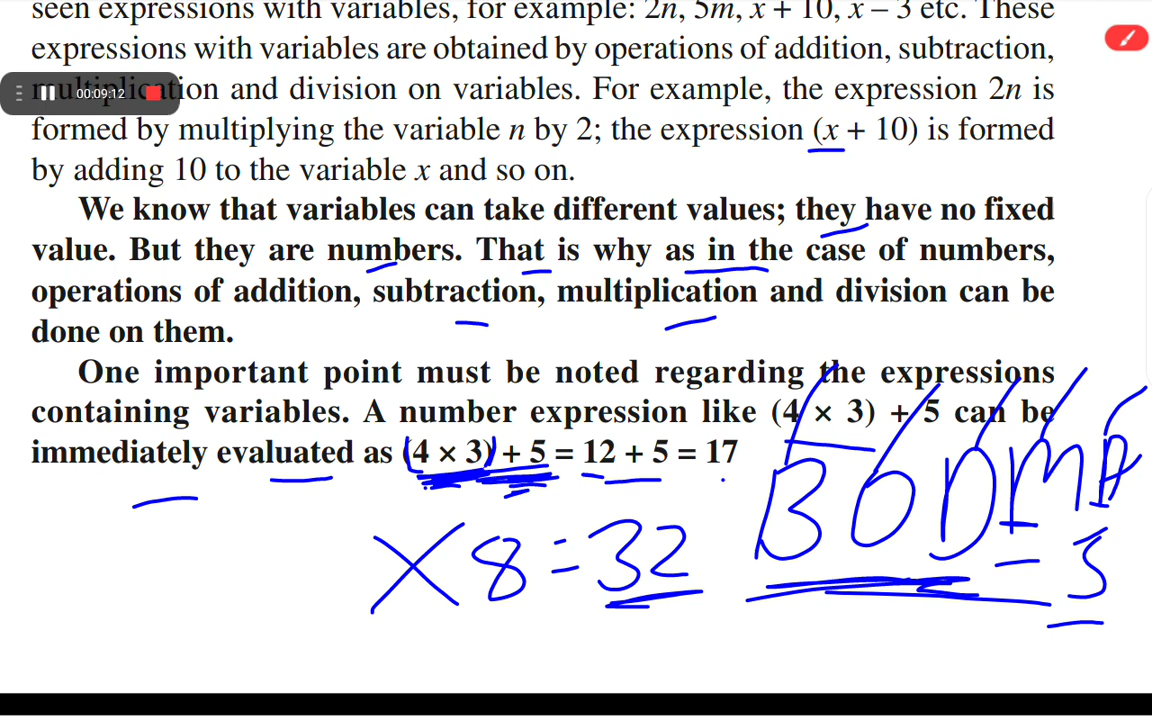 seen expressions with variables, for example: 2n, 5m, x + 10, x – 3 etc. These
expressions with variables are obtained by operations of addition, subtraction,
00:09:12
multiplication and division on variables. For example, the expression 2n is
formed by multiplying the variable n by 2; the expression (x + 10) is formed
by adding 10 to the variable x and so on.
We know that variables can take different values; they have no fixed
value. But they are numbers. That is why as in the case of numbers,
operations of addition, subtraction, multiplication and division can be
done on them.
One important point must be noted regarding the expressions
containing variables. A number expression like (4 × 3) + 5 can be
immediately evaluated as (4 × 3) + 5 = 12 + 5 = 17
× 8 = 32